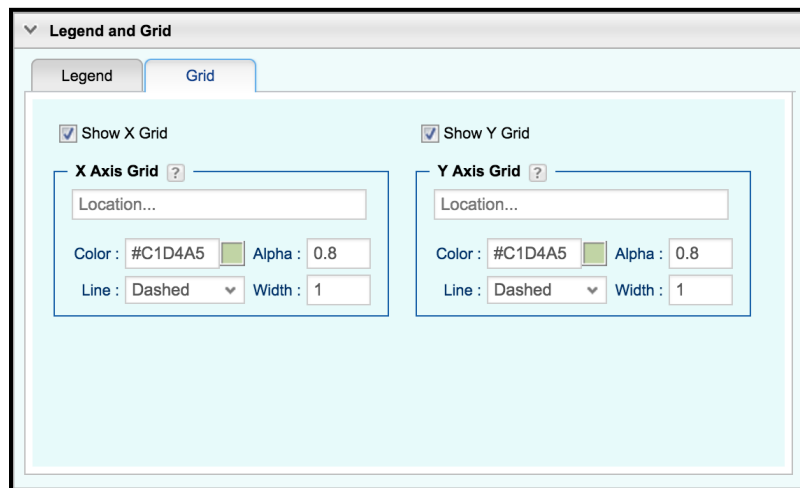 Legend and Grid
Legend Grid
Show X Grid Show Y Grid
X Axis Grid ? Y Axis Grid ?
Location... Location...
Color : #C1D4A5 Alpha : 0.8 Color : #C1D4A5 Alpha : 0.8
Line : Dashed Width : 1 Line : Dashed Width : 1